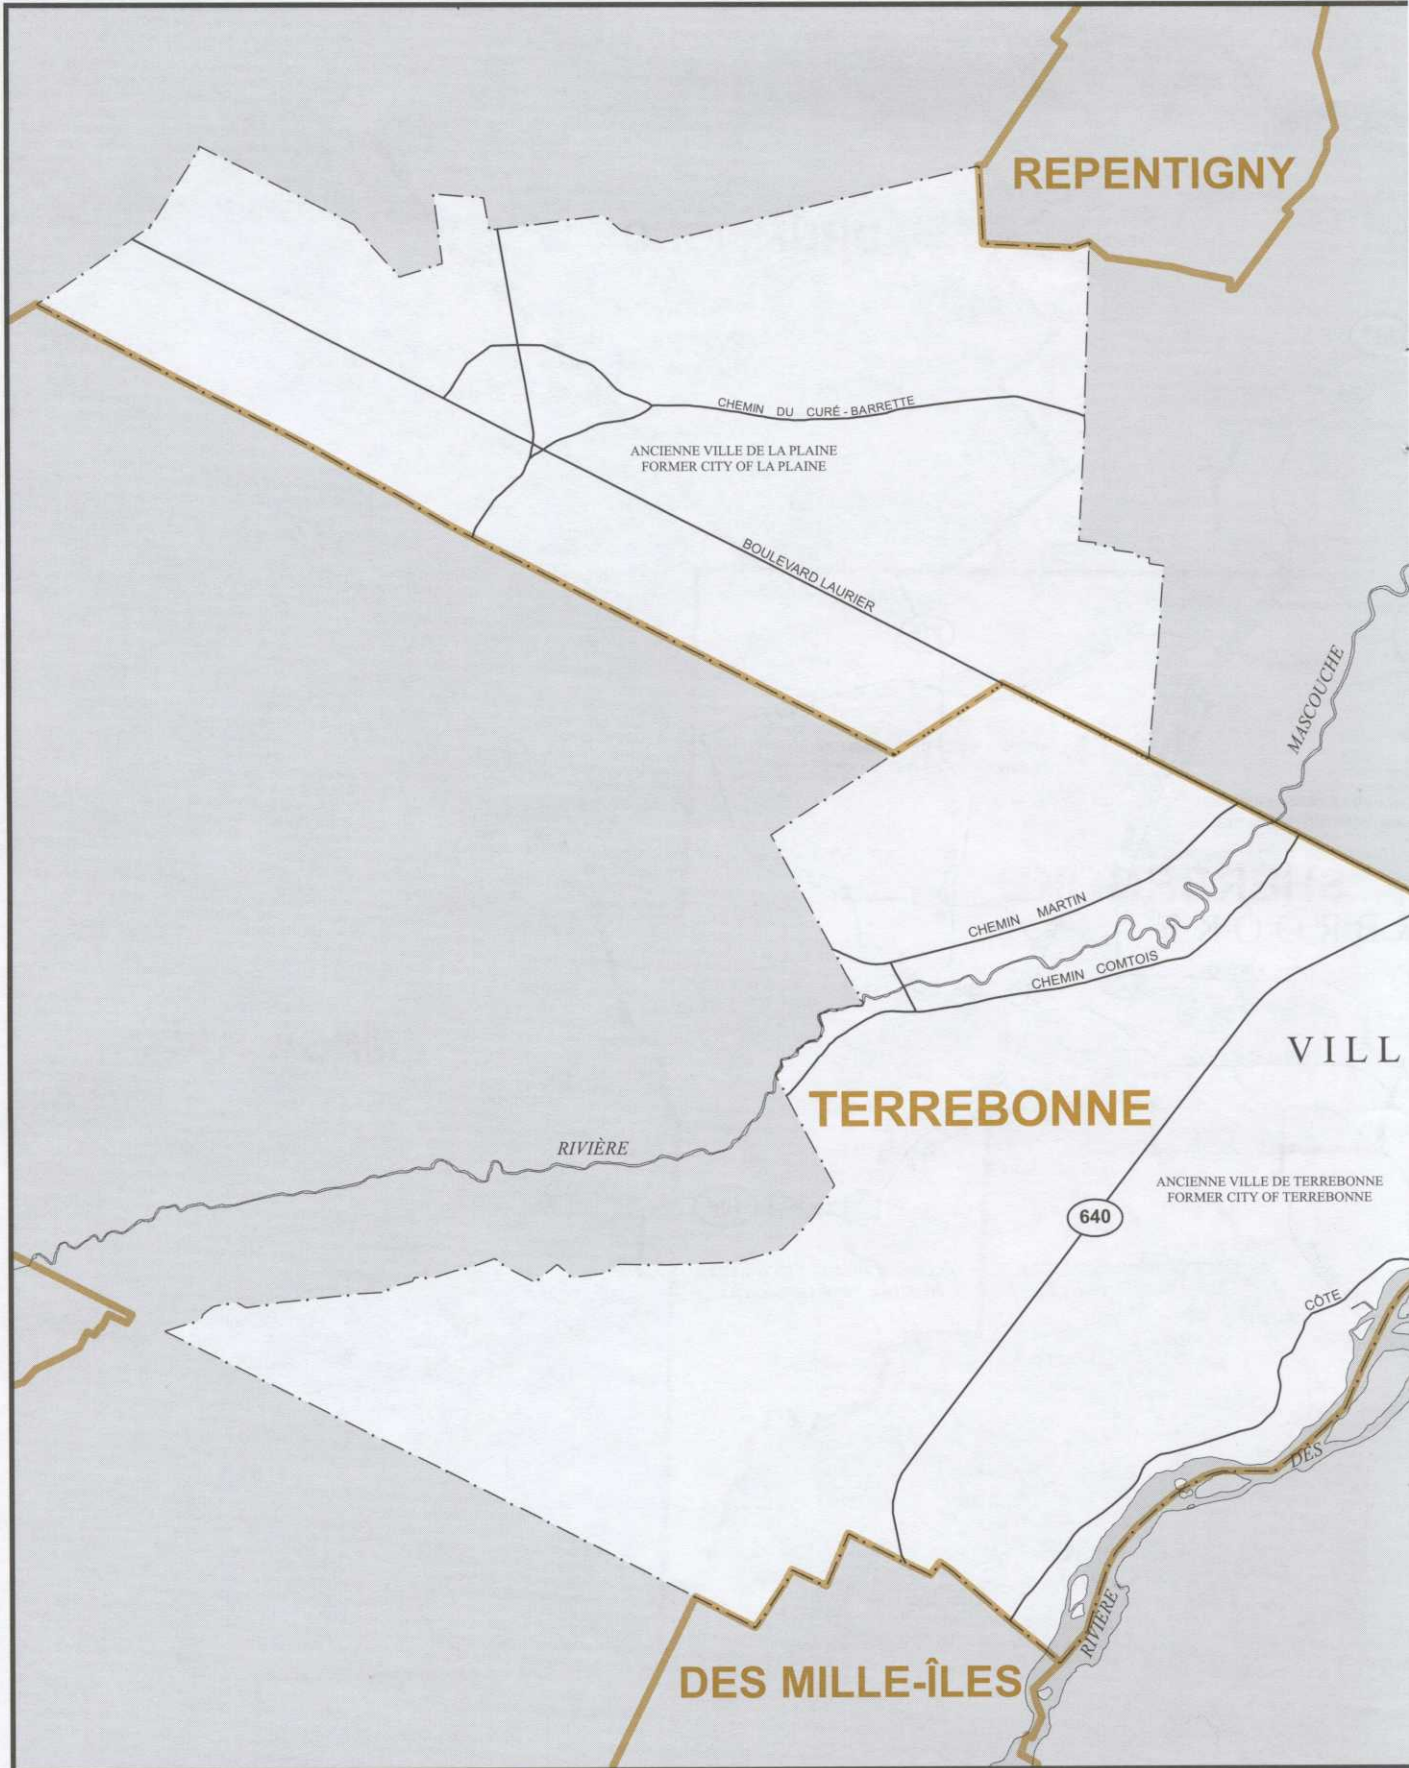 REPENTIGNY
CHEMIN DU CURÉ - BARRETTE
ANCIENNE VILLE DE LA PLAINE
FORMER CITY OF LA PLAINE
BOULEVARD LAURIER
MASCOUCHE
CHEMIN MARTIN
CHEMIN COMTOIS
VILL
TERREBONNE
RIVIÈRE
ANCIENNE VILLE DE TERREBONNE
FORMER CITY OF TERREBONNE
640
CÔTE
DES
RIVIÈRE
DES MILLE-ÎLES